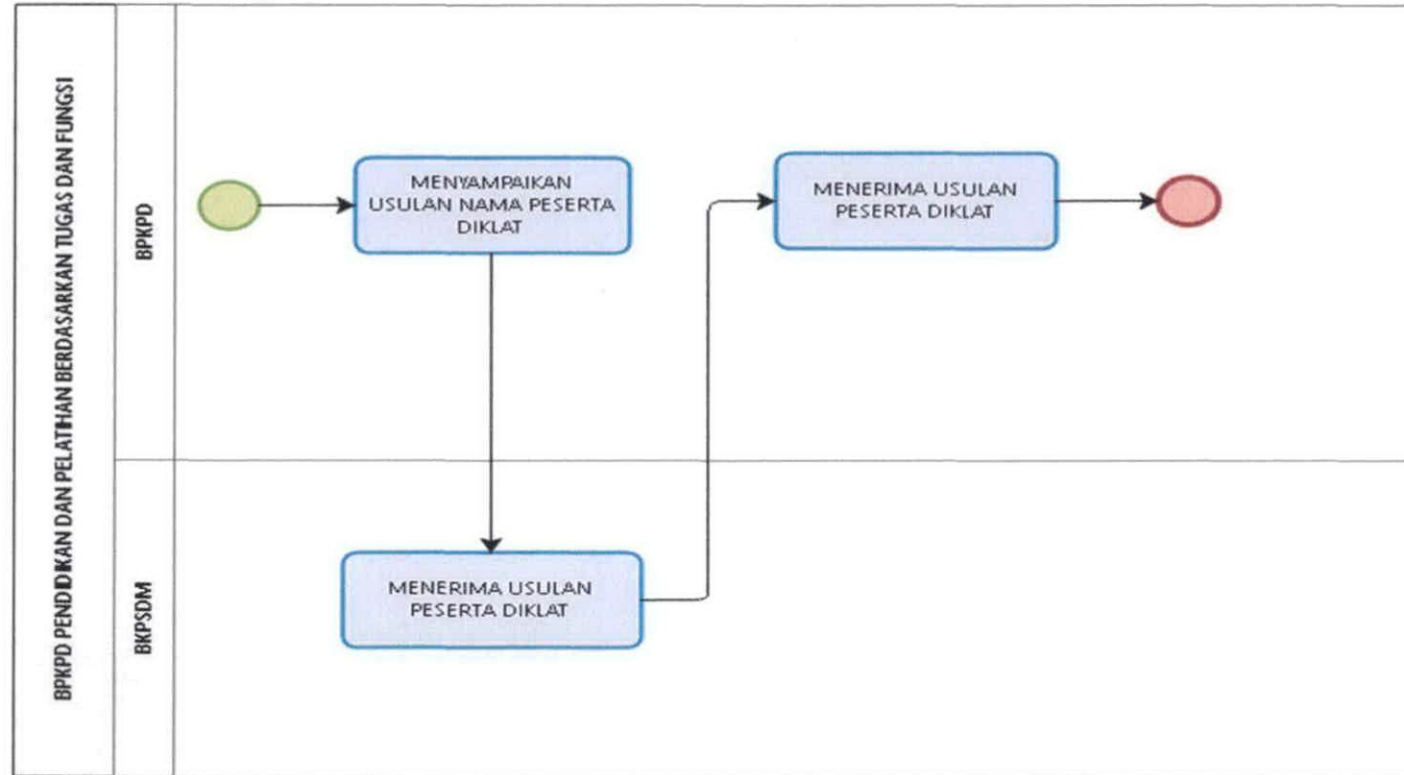 BPKPD PENDIDIKAN DAN PELATIHAN BERDASARKAN TUGAS DAN FUNGSI
BPKPD
MENYAMPAIKAN
USULAN NAMA PESERTA
DIKLAT
MENERIMA USULAN
PESERTA DIKLAT
BKPSDM
MENERIMA USULAN
PESERTA DIKLAT